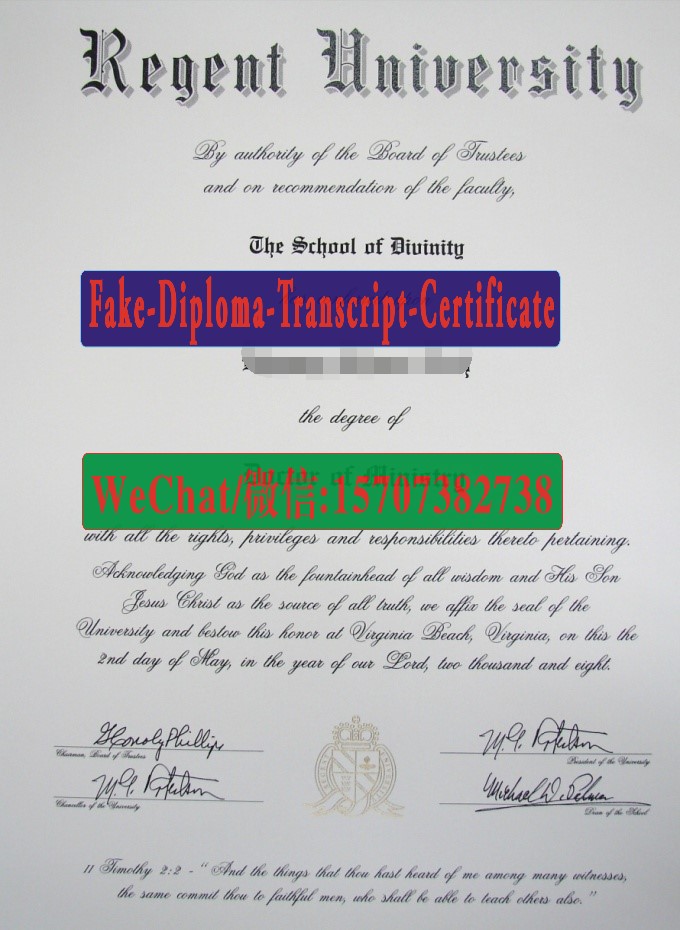 Regent University
By authority of the Board of Trustees
and on recommendation of the faculty,
The School of Divinity
Fake-Diploma-Transcript-Certificate
the degree of
Doctor of Ministry
WeChat/微信:15707382738
with all the rights, privileges and responsibilities thereto pertaining.
Acknowledging God as the fountainhead of all wisdom and His Son
Jesus Christ as the source of all truth, we affix the seal of the
University and bestow this honor at Virginia Beach, Virginia, on this the
2nd day of May, in the year of our Lord, two thousand and eight.
Chairman, Board of Trustees
President of the University
Chancellor of the University
Dean of the School
II Timothy 2:2 - "And the things that thou hast heard of me among many witnesses,
the same commit thou to faithful men, who shall be able to teach others also."